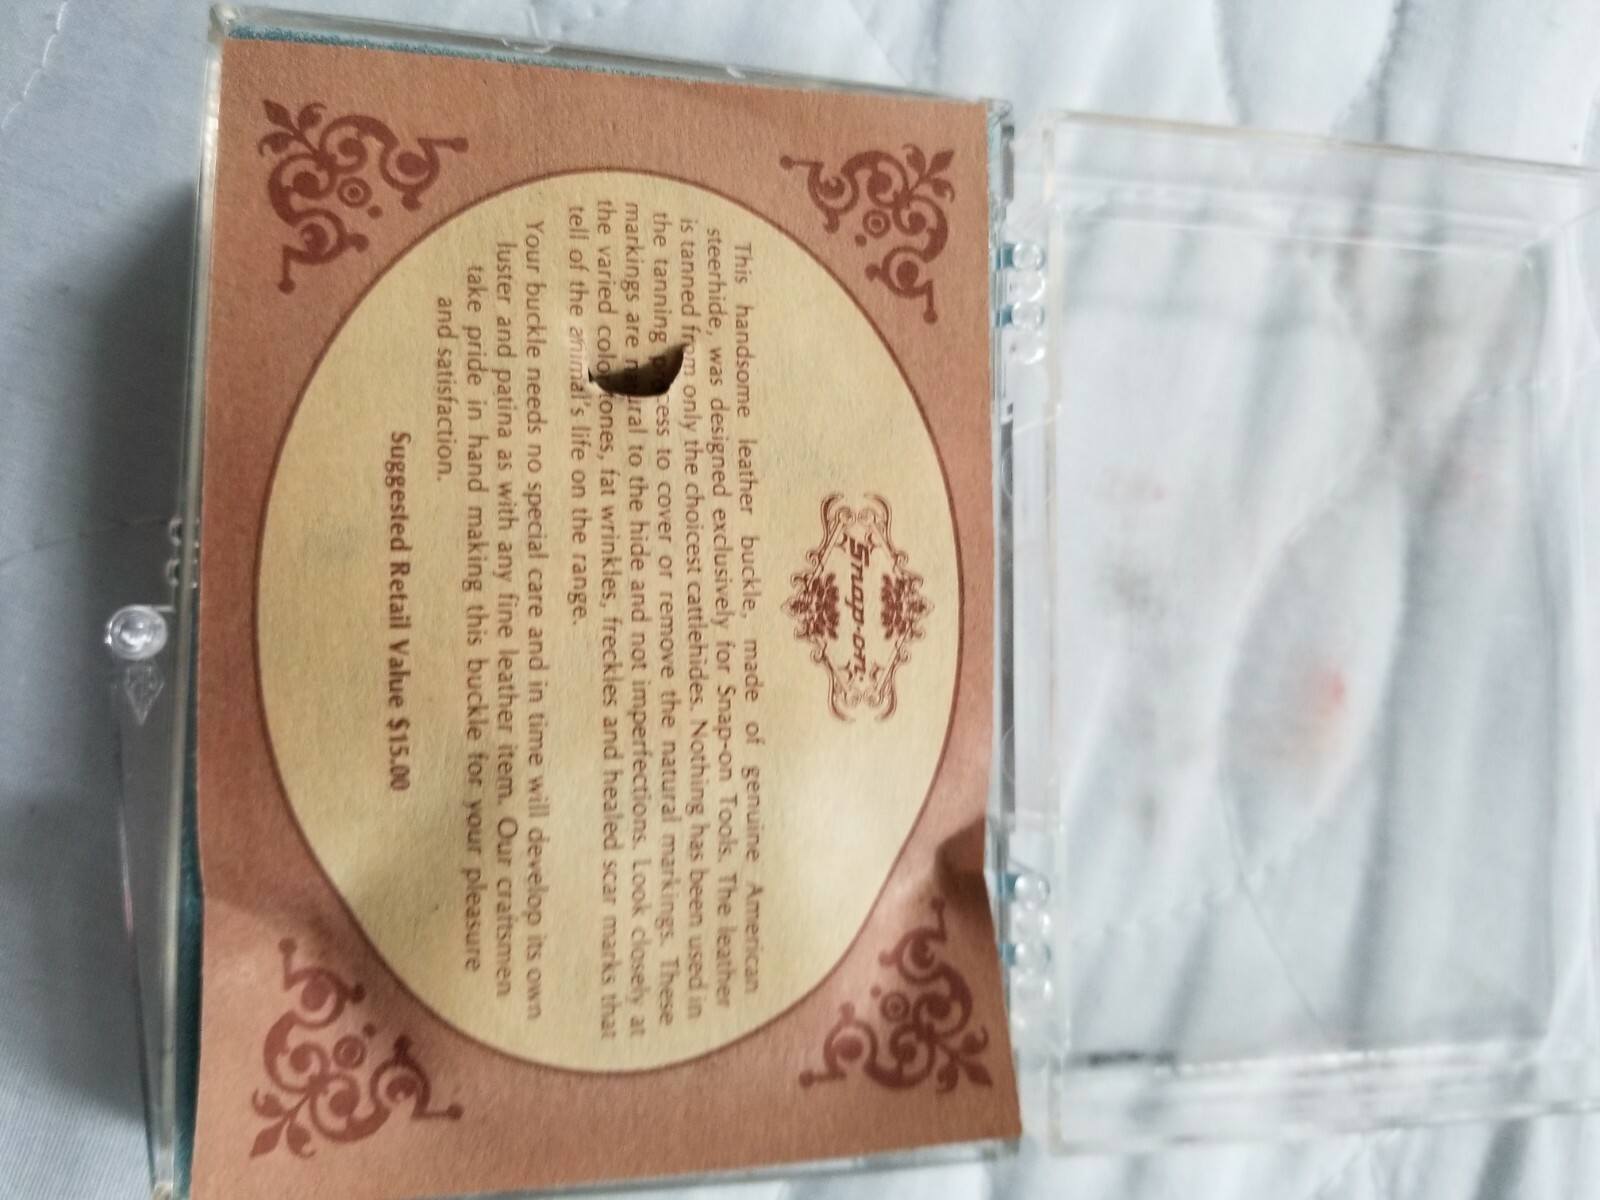 Snap-on
This handsome leather buckle, made of genuine American
steerhide, was designed exclusively for Snap-on Tools. The leather
is tanned from only the choicest cattlehides. Nothing has been used in
the tanning process to cover or remove the natural markings. These
markings are natural to the hide and not imperfections. Look closely at
the varied color tones, fat wrinkles, freckles and healed scar marks that
tell of the animal's life on the range.
Your buckle needs no special care and in time will develop its own
luster and patina as with any fine leather item. Our craftsmen
take pride in hand making this buckle for your pleasure
and satisfaction.
Suggested Retail Value $15.00